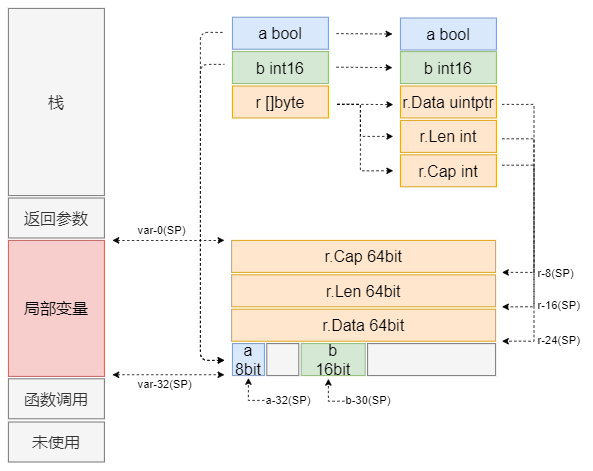 栈
返回参数
局部变量
函数调用
未使用
a bool
b int16
r []byte
a bool
b int16
r.Data uintptr
r.Len int
r.Cap int
var-0(SP)
r.Cap 64bit
r.Len 64bit
r.Data 64bit
a
8bit
b
16bit
r-8(SP)
r-16(SP)
r-24(SP)
var-32(SP)
a-32(SP)
b-30(SP)